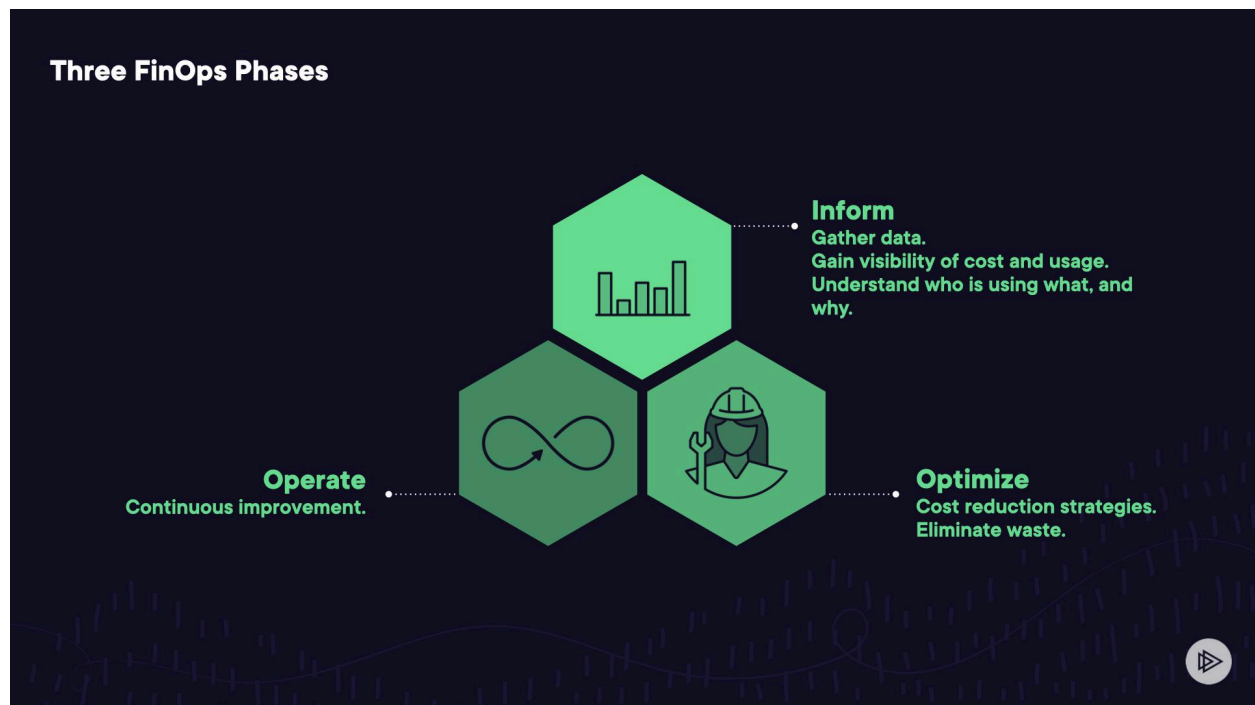 Three FinOps Phases
Inform
Gather data.
Gain visibility of cost and usage.
Understand who is using what, and
why.
Operate
Continuous improvement.
Optimize
Cost reduction strategies.
Eliminate waste.